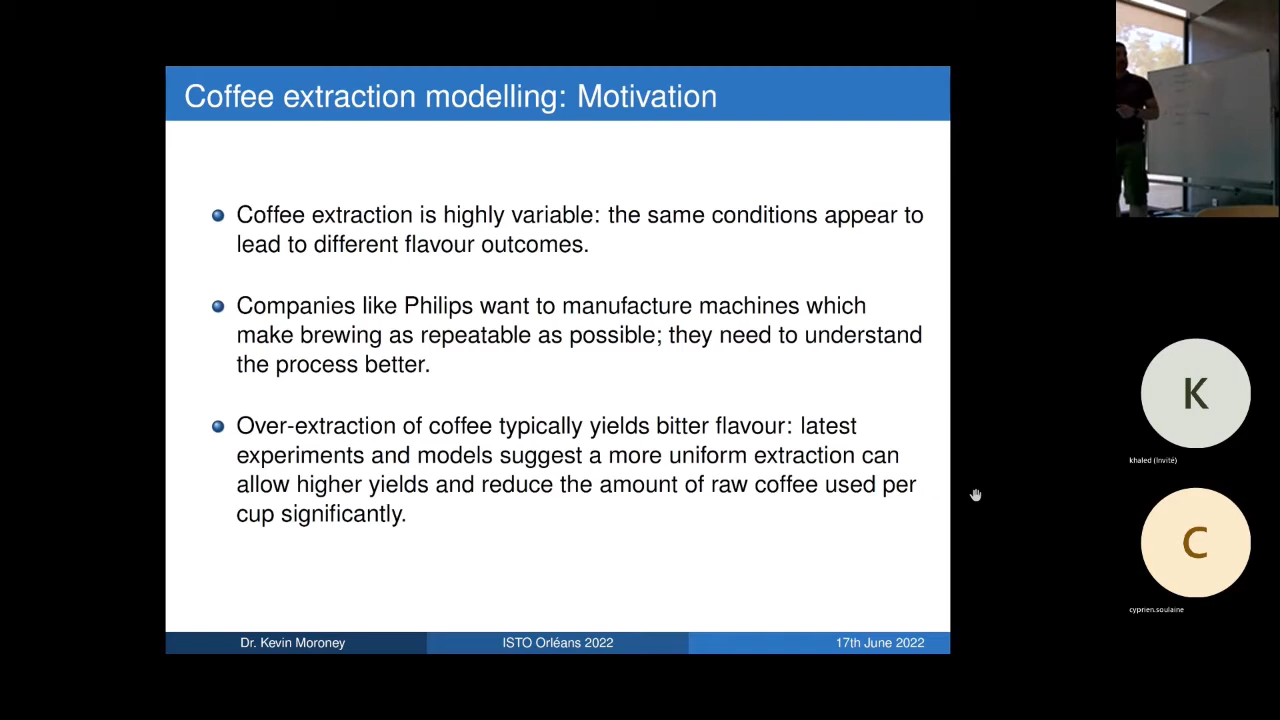 Coffee extraction modelling: Motivation
Coffee extraction is highly variable: the same conditions appear to
lead to different flavour outcomes.
Companies like Philips want to manufacture machines which
make brewing as repeatable as possible; they need to understand
the process better.
Over-extraction of coffee typically yields bitter flavour: latest
experiments and models suggest a more uniform extraction can
allow higher yields and reduce the amount of raw coffee used per
cup significantly.
Dr. Kevin Moroney
ISTO Orléans 2022
17th June 2022
K
khaled (Invité)
C
cyprien.soulaine